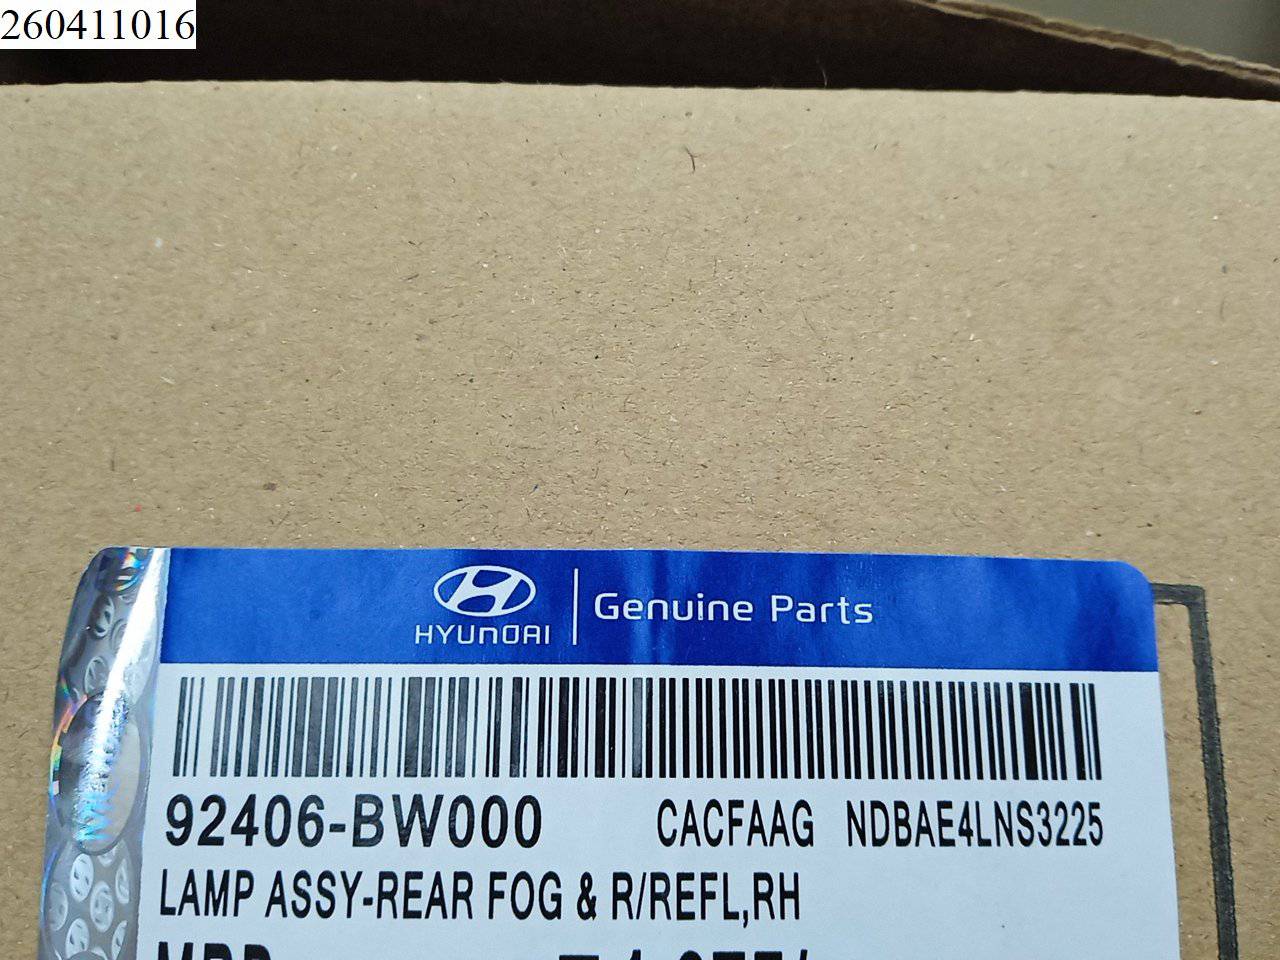 260411016
HYUNDAI
Genuine Parts
92406-BW000 CACFAAG NDBAE4LNS3225
LAMP ASSY-REAR FOG & R/REFL,RH